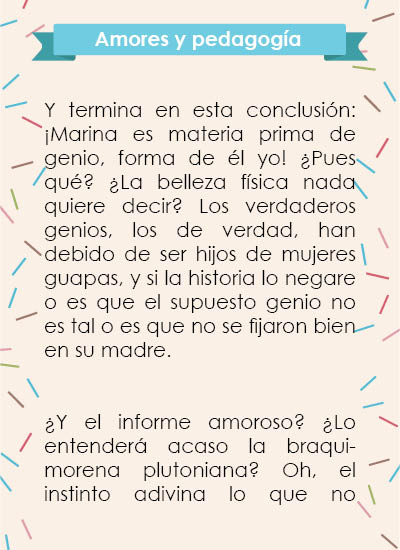 Amores y pedagogía
Y termina en esta conclusión:
¡Marina es materia prima de
genio, forma de él yo! ¿Pues
qué? ¿La belleza física nada
quiere decir? Los verdaderos
genios, los de verdad, han
debido de ser hijos de mujeres
guapas, y si la historia lo negare
o es que el supuesto genio no
es tal o es que no se fijaron bien
en su madre.
¿Y el informe amoroso? ¿Lo
entenderá acaso la braqui-
morena plutoniana? Oh, el
instinto adivina lo que no